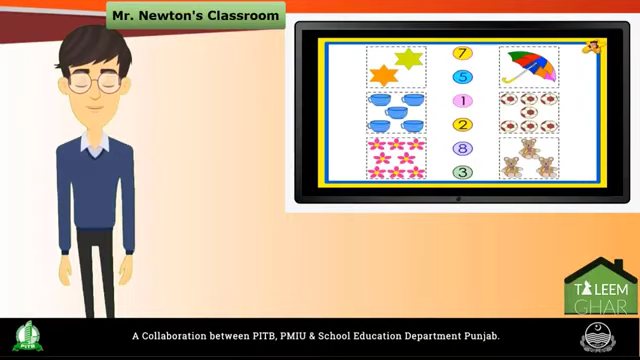 Mr. Newton's Classroom
7
5
1
2
8
3
TALEEM
GHAR
A Collaboration between PITB, PMIU & School Education Department Punjab.
PITB